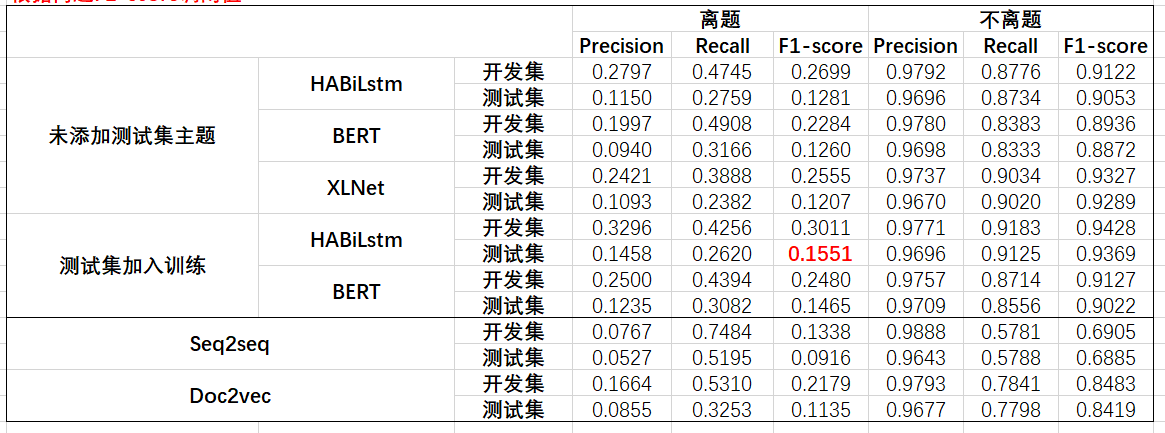 离题 不离题
Precision Recall F1-score Precision Recall F1-score
未添加测试集主题 HABiLstm 开发集 0.2797 0.4745 0.2699 0.9792 0.8776 0.9122
测试集 0.1150 0.2759 0.1281 0.9696 0.8734 0.9053
BERT 开发集 0.1997 0.4908 0.2284 0.9780 0.8383 0.8936
测试集 0.0940 0.3166 0.1260 0.9698 0.8333 0.8872
XLNet 开发集 0.2421 0.3888 0.2555 0.9737 0.9034 0.9327
测试集 0.1093 0.2382 0.1207 0.9670 0.9020 0.9289
测试集加入训练 HABiLstm 开发集 0.3296 0.4256 0.3011 0.9771 0.9183 0.9428
测试集 0.1458 0.2620 0.1551 0.9696 0.9125 0.9369
BERT 开发集 0.2500 0.4394 0.2480 0.9757 0.8714 0.9127
测试集 0.1235 0.3082 0.1465 0.9709 0.8556 0.9022
Seq2seq 开发集 0.0767 0.7484 0.1338 0.9888 0.5781 0.6905
测试集 0.0527 0.5195 0.0916 0.9643 0.5788 0.6885
Doc2vec 开发集 0.1664 0.5310 0.2179 0.9793 0.7841 0.8483
测试集 0.0855 0.3253 0.1135 0.9677 0.7798 0.8419